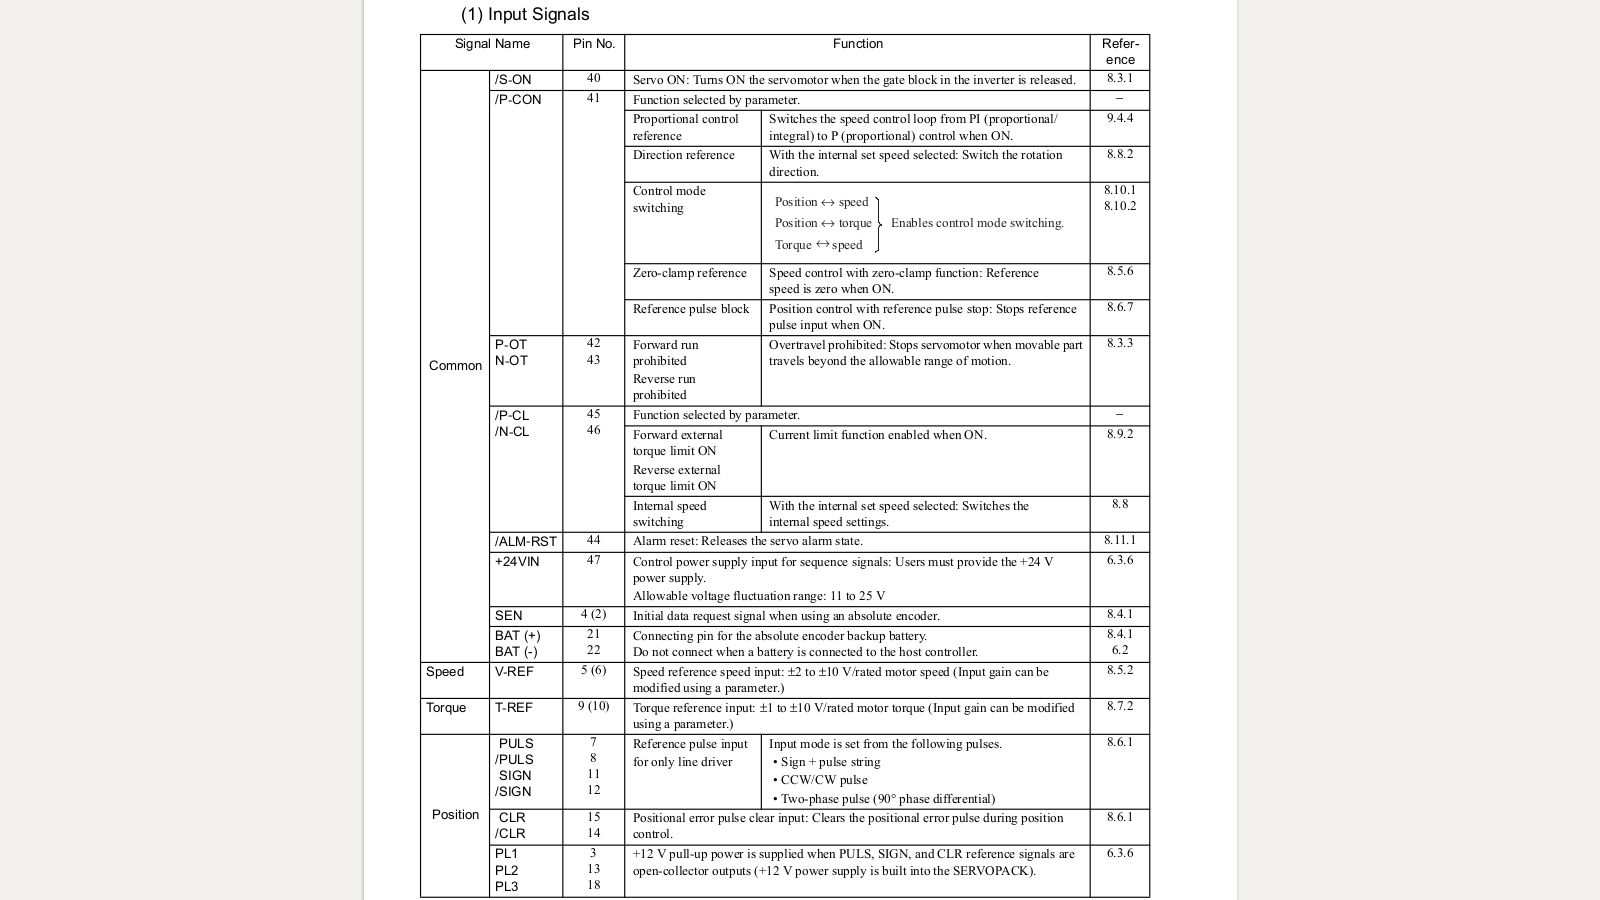 (1) Input Signals
Signal Name Pin No. Function Refer-
ence
Common
/S-ON 40 Servo ON: Turns ON the servomotor when the gate block in the inverter is released. 8.3.1
/P-CON 41 Function selected by parameter. –
Proportional control Switches the speed control loop from PI (proportional/ 9.4.4
reference integral) to P (proportional) control when ON.
Direction reference With the internal set speed selected: Switch the rotation 8.8.2
direction.
Control mode 8.10.1
switching 8.10.2
Position ↔ speed
Position ↔ torque Enables control mode switching.
Torque ↔ speed
Zero-clamp reference Speed control with zero-clamp function: Reference 8.5.6
speed is zero when ON.
Reference pulse block Position control with reference pulse stop: Stops reference 8.6.7
pulse input when ON.
P-OT 42 Forward run Overtravel prohibited: Stops servomotor when movable part 8.3.3
N-OT 43 prohibited travels beyond the allowable range of motion.
Reverse run
prohibited
/P-CL 45 Function selected by parameter. –
/N-CL 46
Forward external Current limit function enabled when ON. 8.9.2
torque limit ON
Reverse external
torque limit ON
Internal speed With the internal set speed selected: Switches the 8.8
switching internal speed settings.
/ALM-RST 44 Alarm reset: Releases the servo alarm state. 8.11.1
+24VIN 47 Control power supply input for sequence signals: Users must provide the +24 V 6.3.6
power supply.
Allowable voltage fluctuation range: 11 to 25 V
SEN 4 (2) Initial data request signal when using an absolute encoder. 8.4.1
BAT (+) 21 Connecting pin for the absolute encoder backup battery. 8.4.1
BAT (-) 22 Do not connect when a battery is connected to the host controller. 6.2
Speed V-REF 5 (6) Speed reference speed input: ±2 to ±10 V/rated motor speed (Input gain can be 8.5.2
modified using a parameter.)
Torque T-REF 9 (10) Torque reference input: ±1 to ±10 V/rated motor torque (Input gain can be modified 8.7.2
using a parameter.)
Position
PULS 7 Reference pulse input Input mode is set from the following pulses. 8.6.1
/PULS 8 for only line driver • Sign + pulse string
SIGN 11 • CCW/CW pulse
/SIGN 12 • Two-phase pulse (90° phase differential)
CLR 15 Positional error pulse clear input: Clears the positional error pulse during position 8.6.1
/CLR 14 control.
PL1 3 +12 V pull-up power is supplied when PULS, SIGN, and CLR reference signals are 6.3.6
PL2 13 open-collector outputs (+12 V power supply is built into the SERVOPACK).
PL3 18